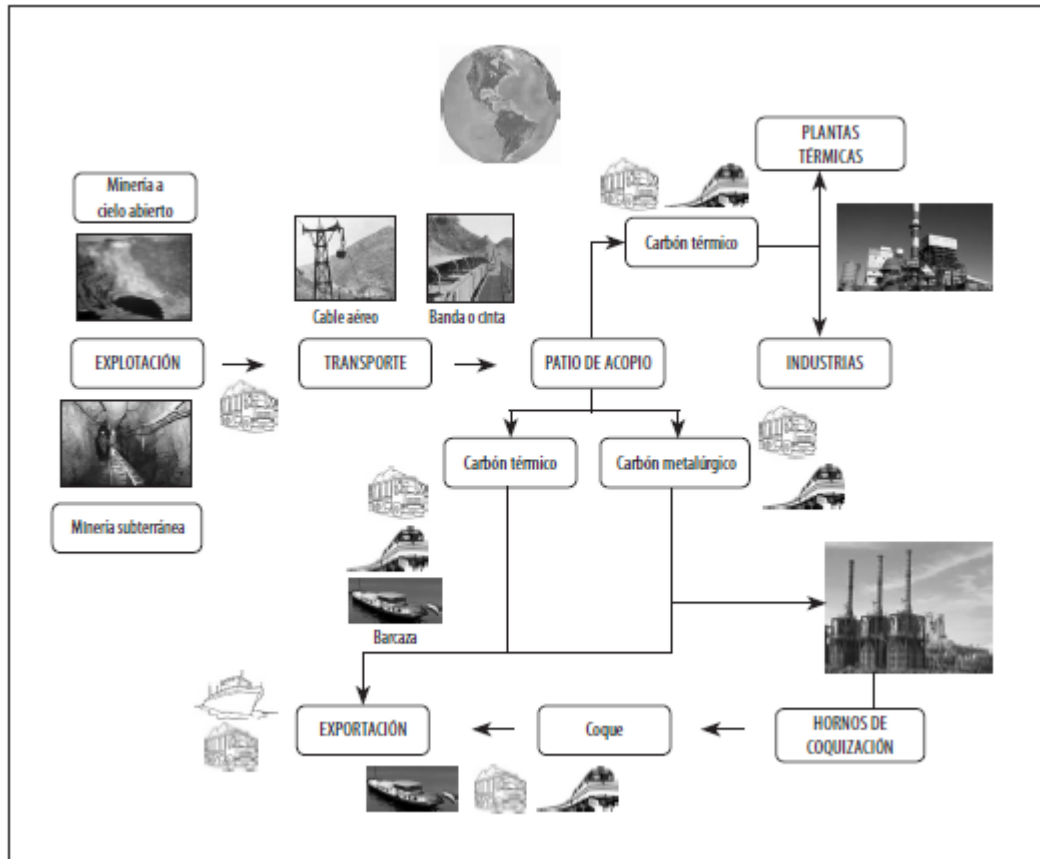 PLANTAS
TÉRMICAS
Minería a
cielo abierto
Carbón térmico
Cable aéreo
Banda o cinta
EXPLOTACIÓN
TRANSPORTE
PATIO DE ACOPIO
INDUSTRIAS
Carbón térmico
Carbón metalúrgico
Minería subterránea
Barcaza
EXPORTACIÓN
Coque
HORNOS DE
COQUIZACIÓN